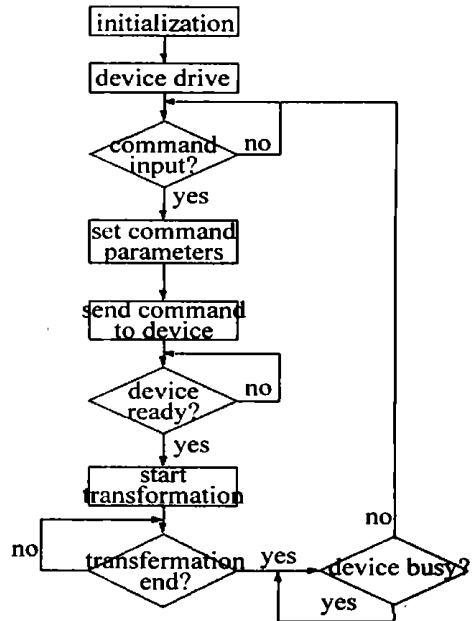 initialization
device drive
command
input?
no
yes
set command
parameters
send command
to device
device
ready?
no
yes
start
transformation
no
transfermation
end?
yes
device busy?
no
yes